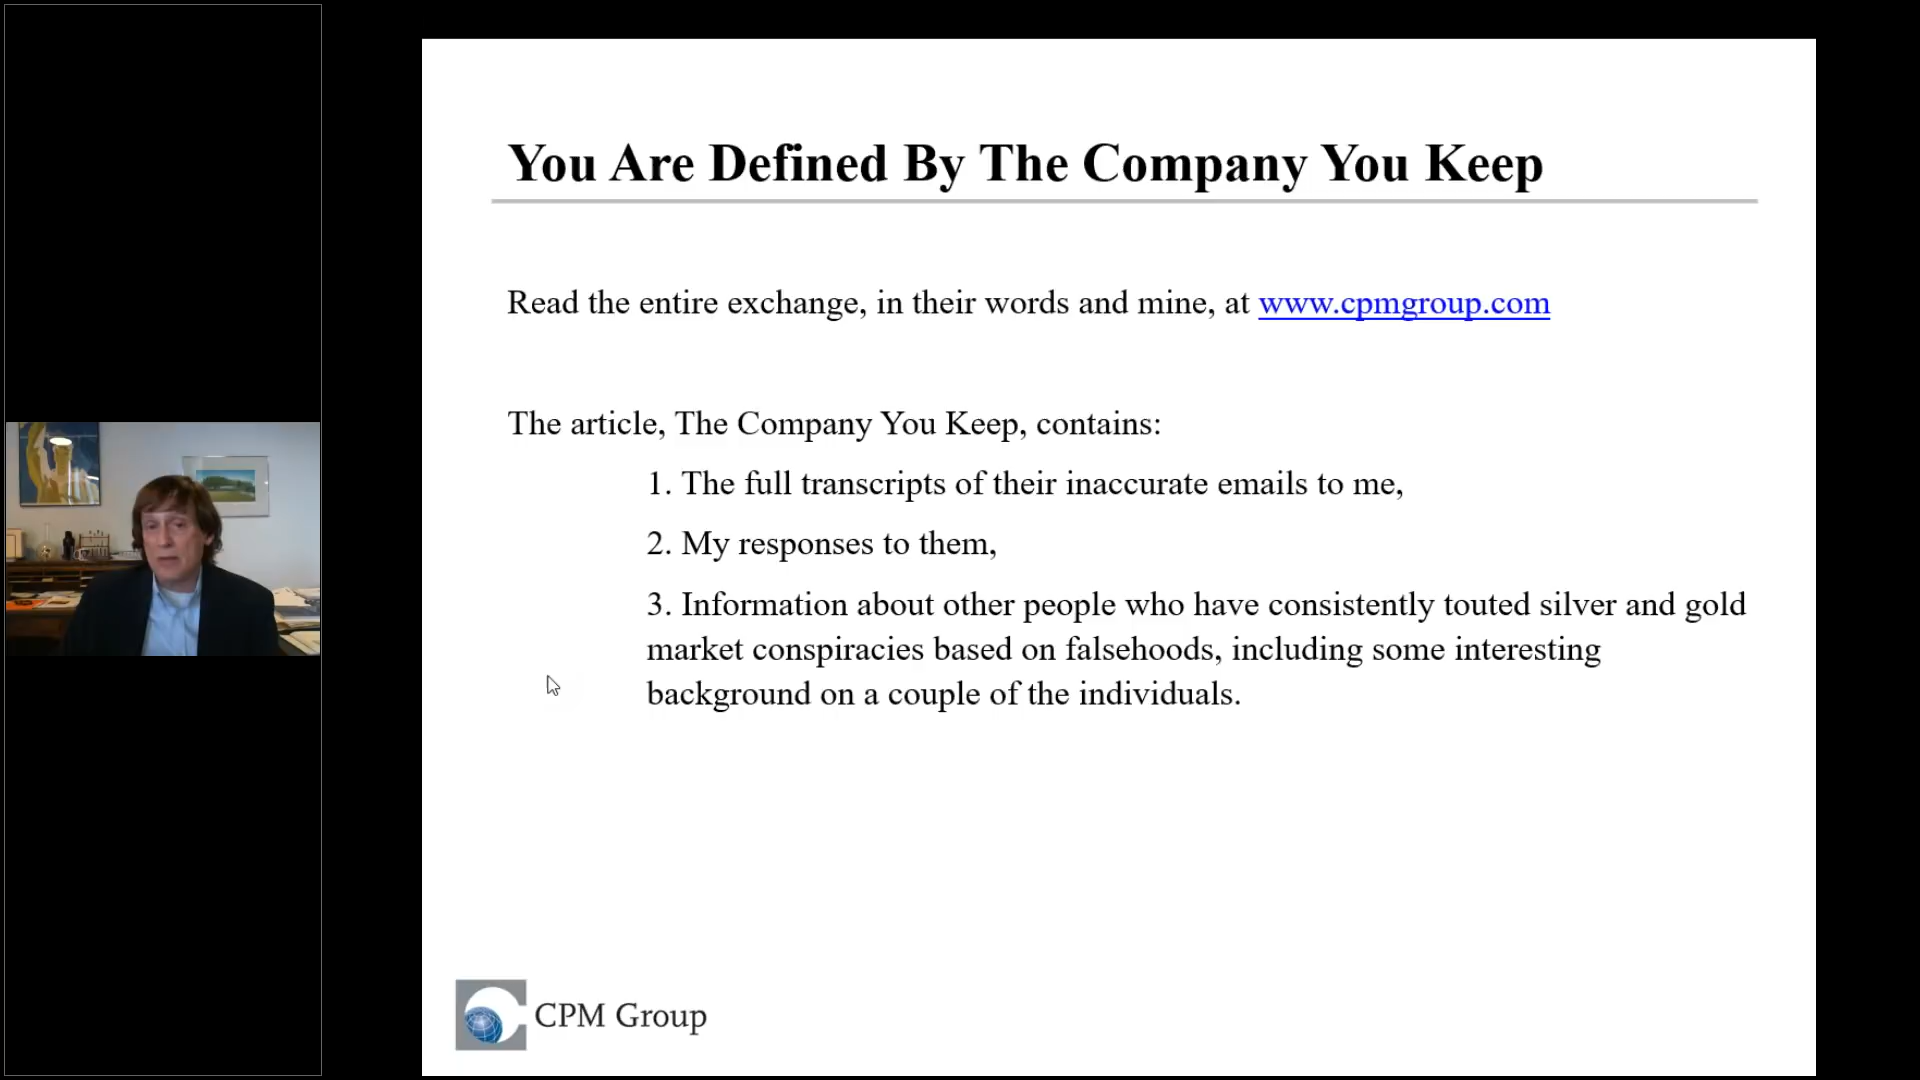 You Are Defined By The Company You Keep
Read the entire exchange, in their words and mine, at www.cpmgroup.com
The article, The Company You Keep, contains:
1. The full transcripts of their inaccurate emails to me,
2. My responses to them,
3. Information about other people who have consistently touted silver and gold
market conspiracies based on falsehoods, including some interesting
background on a couple of the individuals.
CPM Group